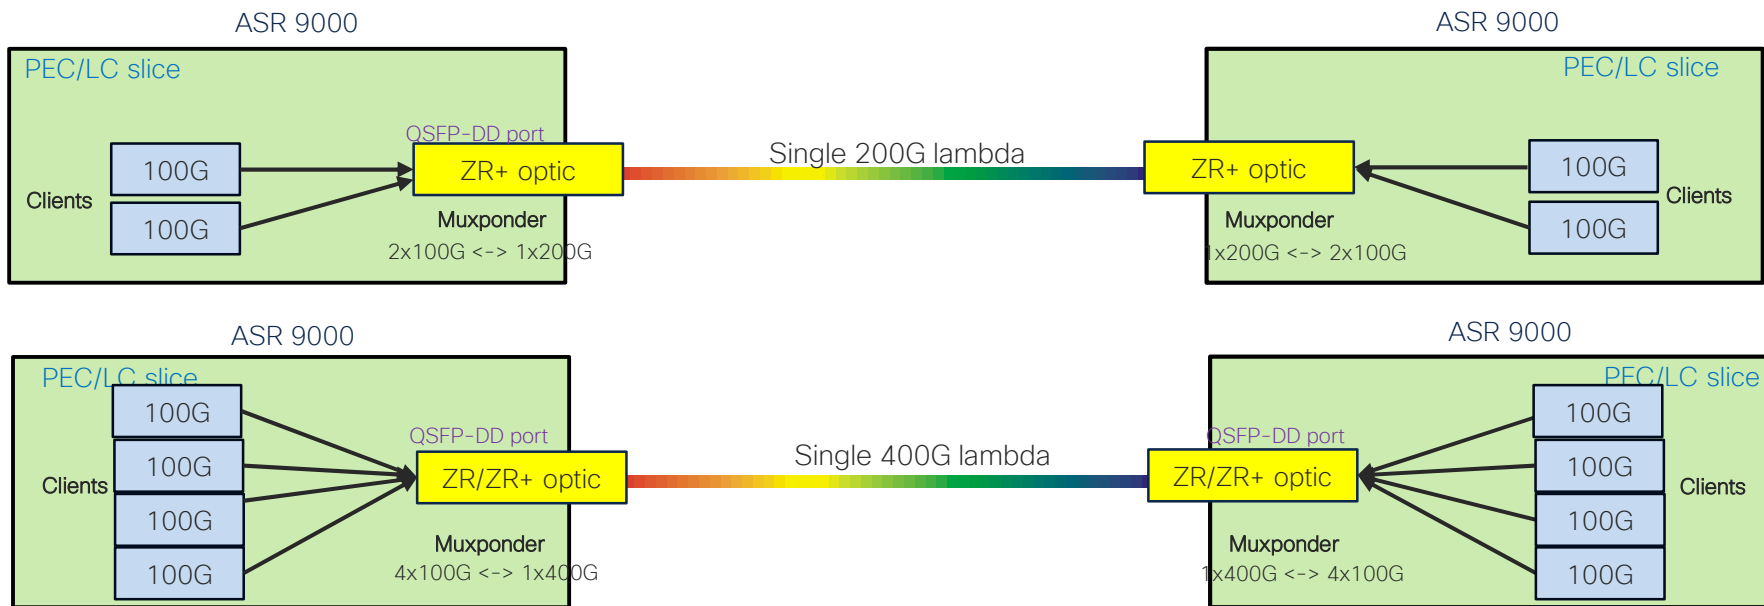 ASR 9000
PEC/LC slice
QSFP-DD port
100G
ZR+ optic
Clients
100G
Muxponder
2x100G <-> 1x200G
Single 200G lambda
ASR 9000
PEC/LC slice
ZR+ optic
100G
Clients
100G
Muxponder
1x200G <-> 2x100G
ASR 9000
PEC/LC slice
100G
QSFP-DD port
100G
ZR/ZR+ optic
Clients
100G
Muxponder
100G
4x100G <-> 1x400G
Single 400G lambda
ASR 9000
PEC/LC slice
100G
QSFP-DD port
ZR/ZR+ optic
100G
Clients
100G
Muxponder
1x400G <-> 4x100G
100G